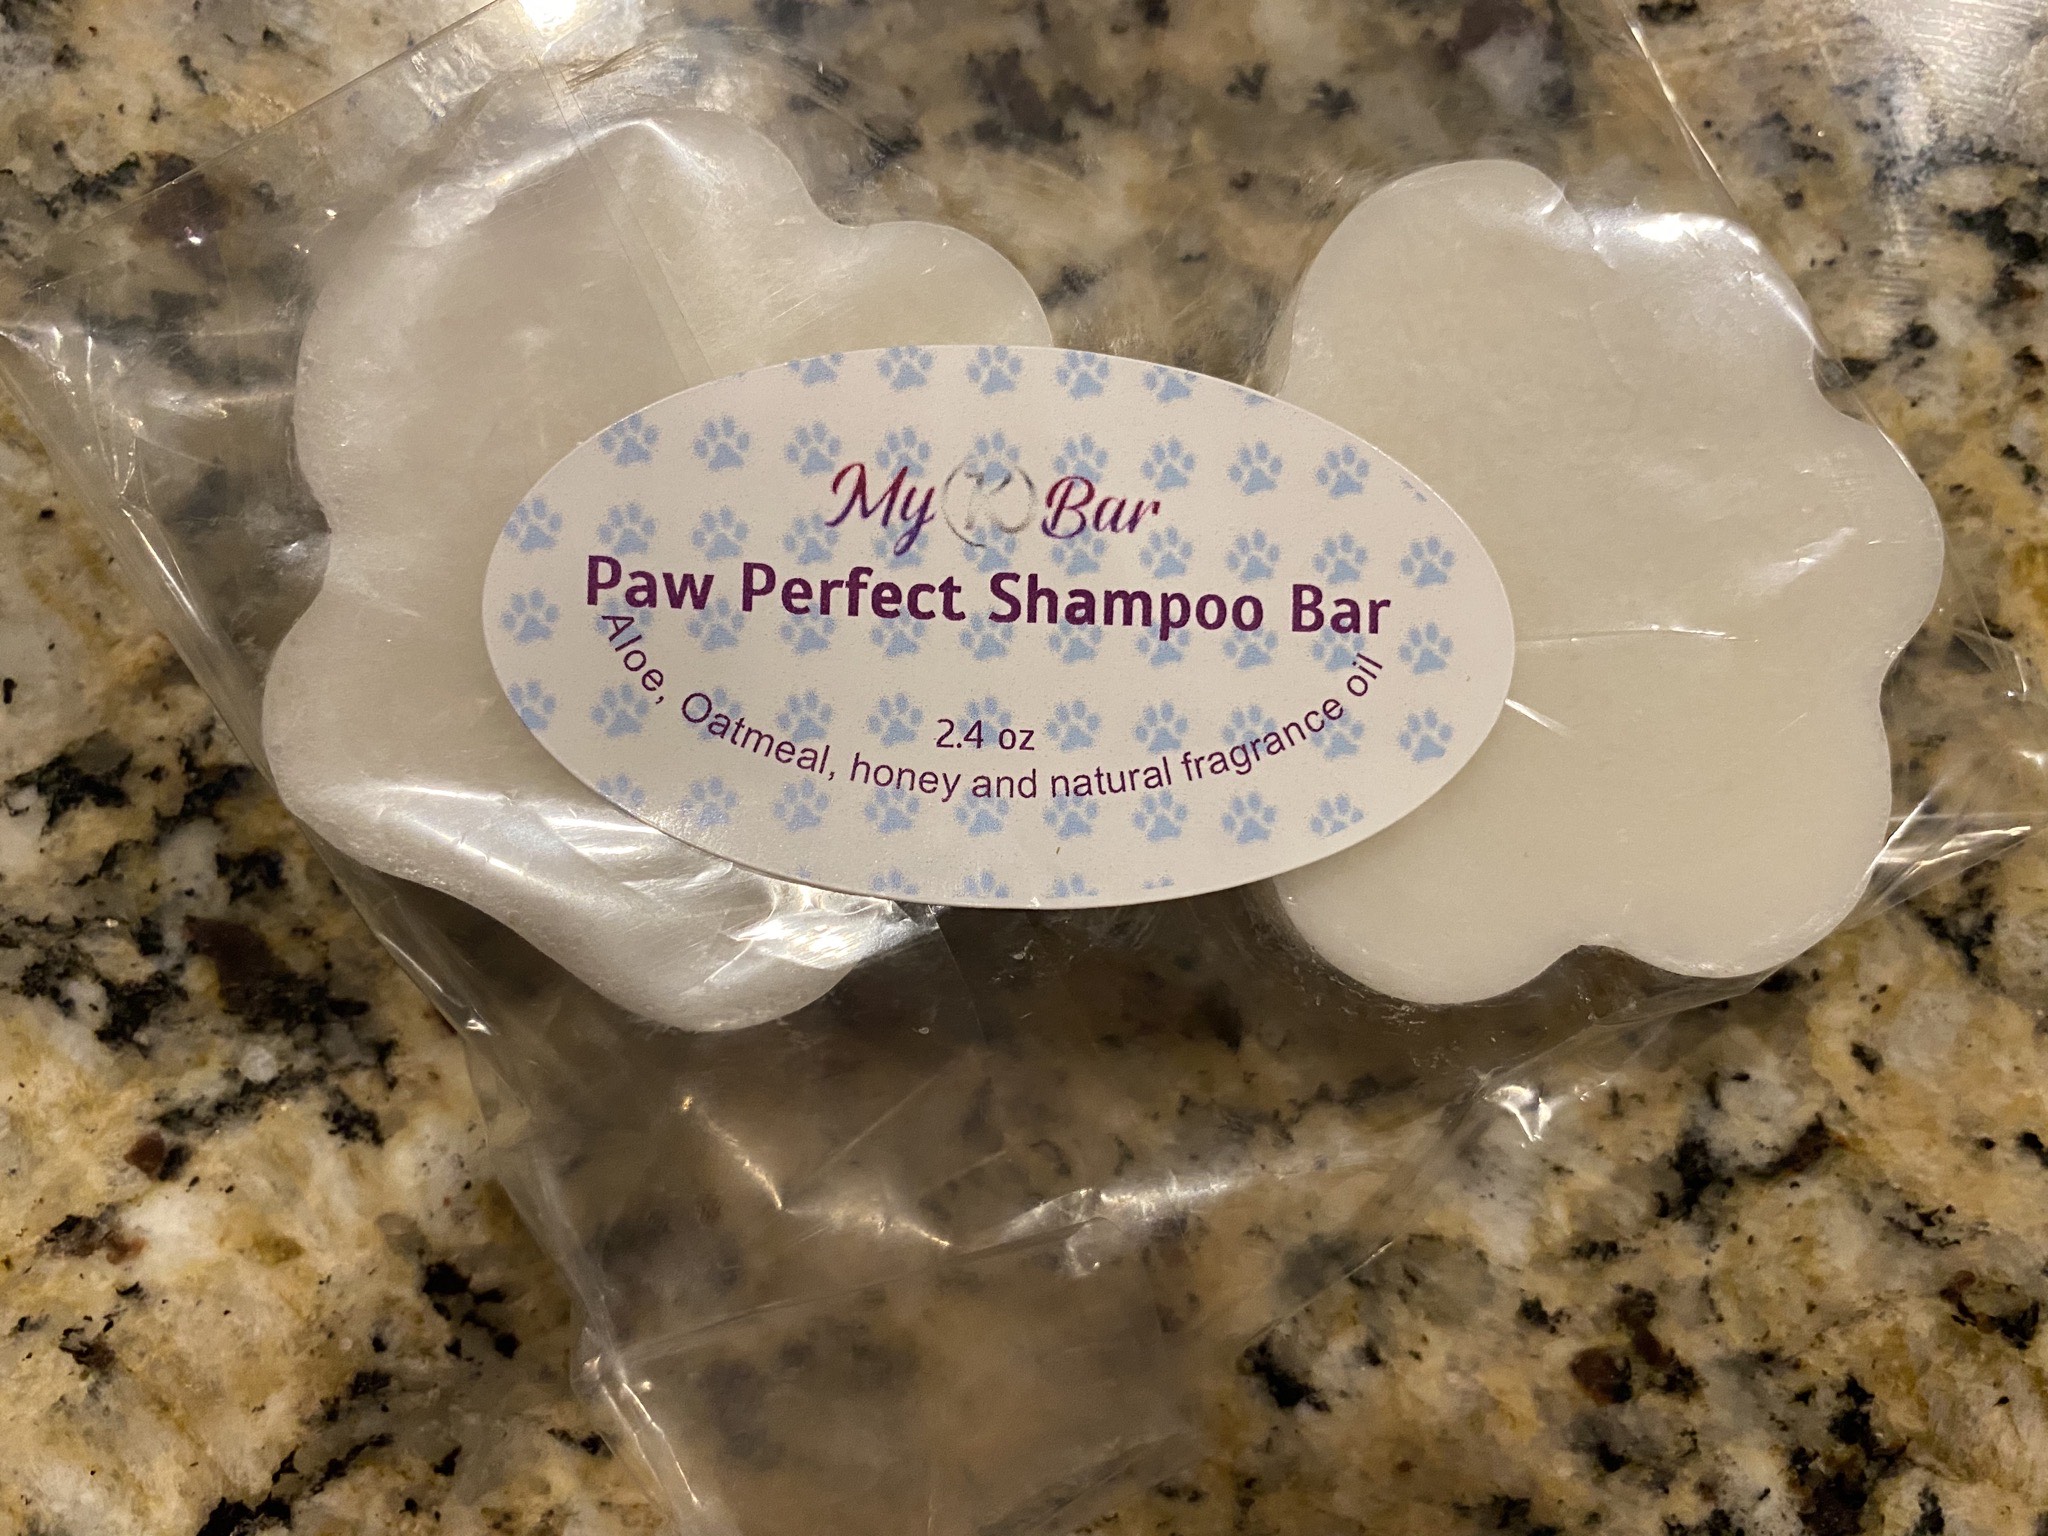 My K Bar
Paw Perfect Shampoo Bar
2.4 oz
Aloe, Oatmeal, honey and natural fragrance oil